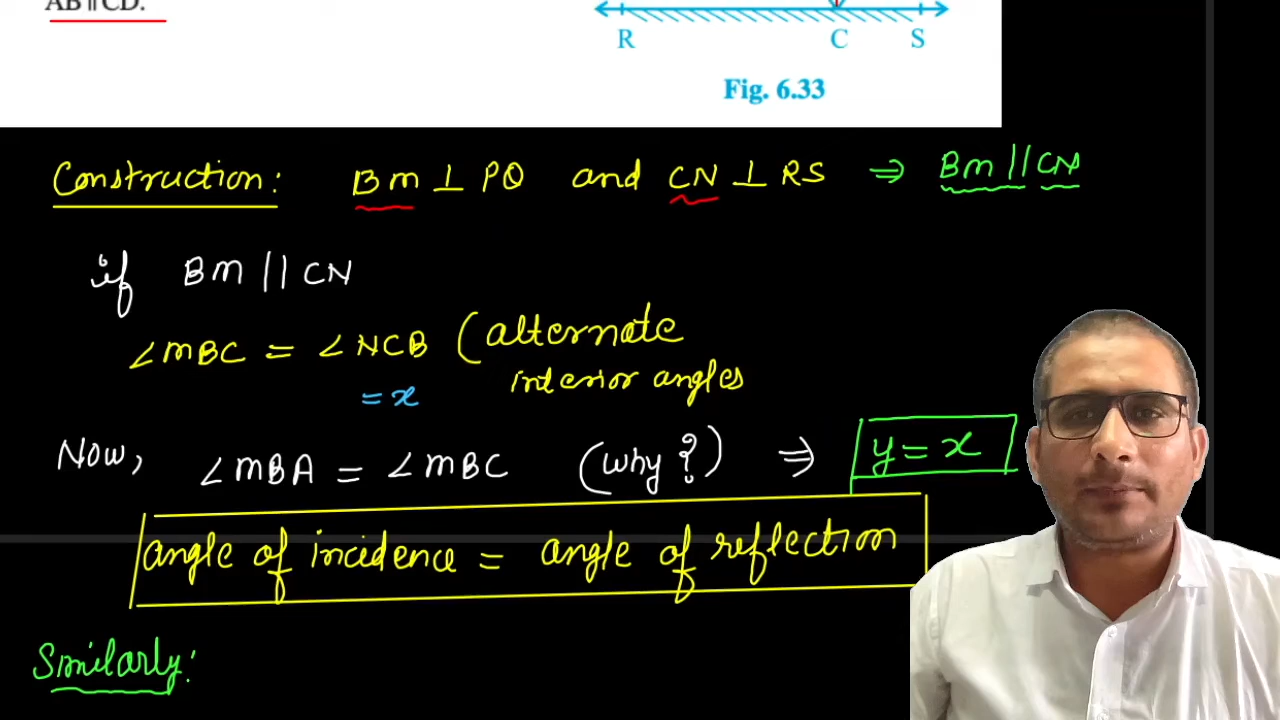 AB || CD.
R C S
Fig. 6.33
Construction: BM ⊥ PQ and CN ⊥ RS ⇒ BM || CN
if BM || CN
∠MBC = ∠NCB (alternate
= x interior angles
Now, ∠MBA = ∠MBC (why?) ⇒ y = x
angle of incidence = angle of reflection
Similarly: